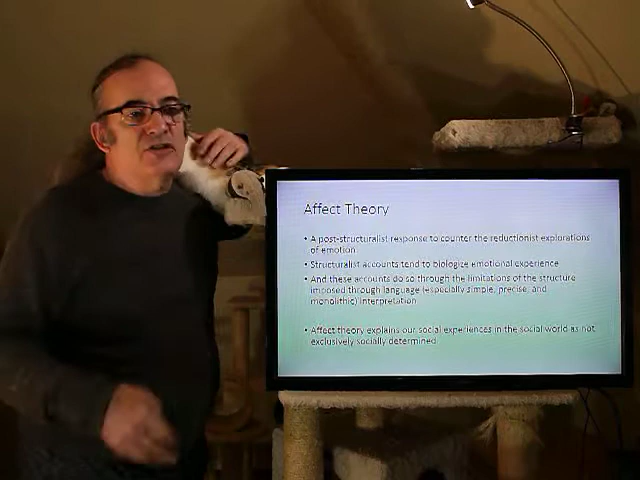 Affect Theory
• A post-structuralist response to counter the reductionist explorations
of emotion
• Structuralist accounts tend to biologize emotional experience
• And these accounts do so through the limitations of the structure
imposed through language (especially simple, precise, and
monolithic) interpretation
• Affect theory explains our social experiences in the social world as not
exclusively socially determined